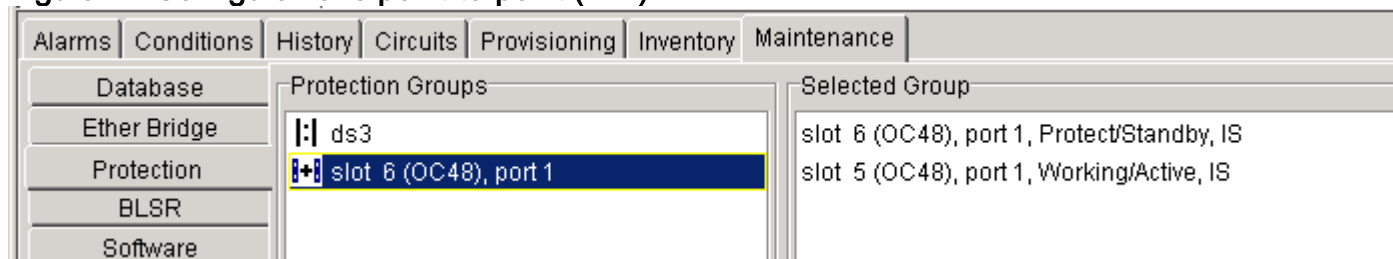 Alarms Conditions History Circuits Provisioning Inventory Maintenance
Database
Ether Bridge
Protection
BLSR
Software
Protection Groups
ds3
slot 6 (OC48), port 1
Selected Group
slot 6 (OC48), port 1, Protect/Standby, IS
slot 5 (OC48), port 1, Working/Active, IS